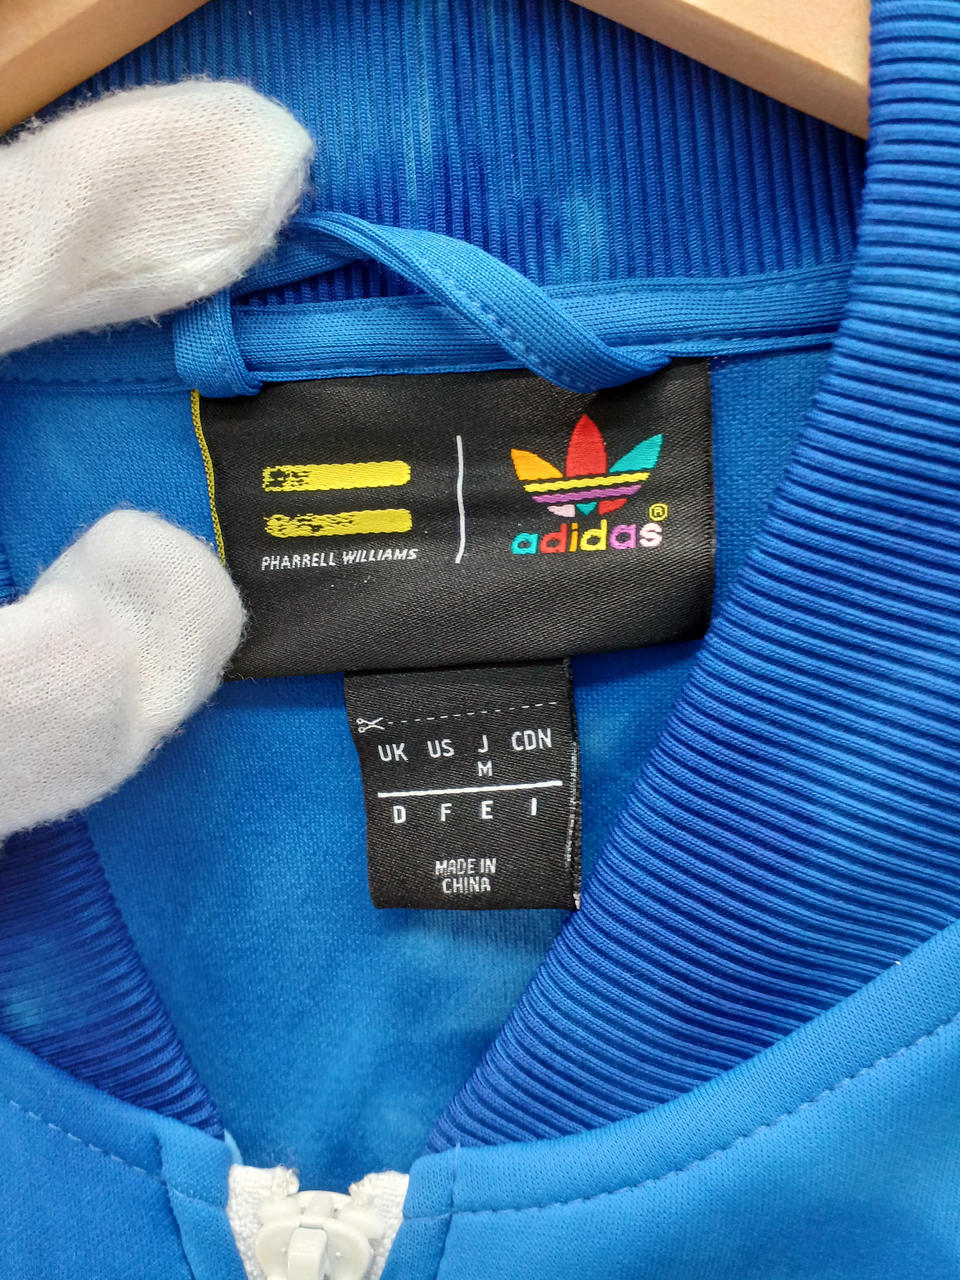 PHARRELL WILLIAMS
adidas®
UK US J CDN
M
D F E I
MADE IN
CHINA